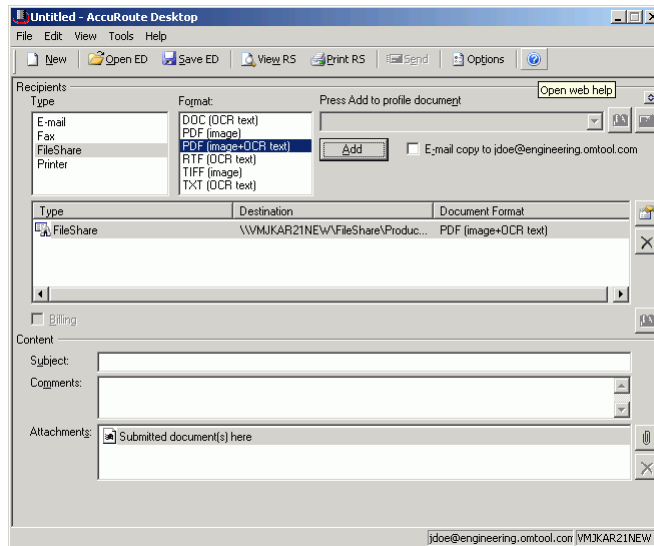 Untitled - AccuRoute Desktop
File Edit View Tools Help
New Open ED Save ED View RS Print RS Send Options
Open web help
Recipients
Type Format: Press Add to profile document
E-mail
Fax
FileShare
Printer
DOC (OCR text)
PDF (image)
PDF (image+OCR text)
RTF (OCR text)
TIFF (image)
TXT (OCR text)
Add E-mail copy to jdoe@engineering.omtool.com
Type Destination Document Format
FileShare \\VMJKAR21NEW\FileShare\Produc... PDF (image+OCR text)
Billing
Content
Subject:
Comments:
Attachments: Submitted document(s) here
jdoe@engineering.omtool.com VMJKAR21NEW